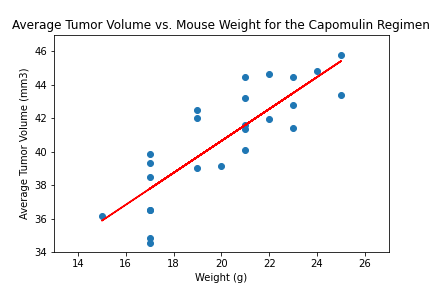 Average Tumor Volume vs. Mouse Weight for the Capomulin Regimen
46
44
42
40
38
36
34
Average Tumor Volume (mm3)
14 16 18 20 22 24 26
Weight (g)